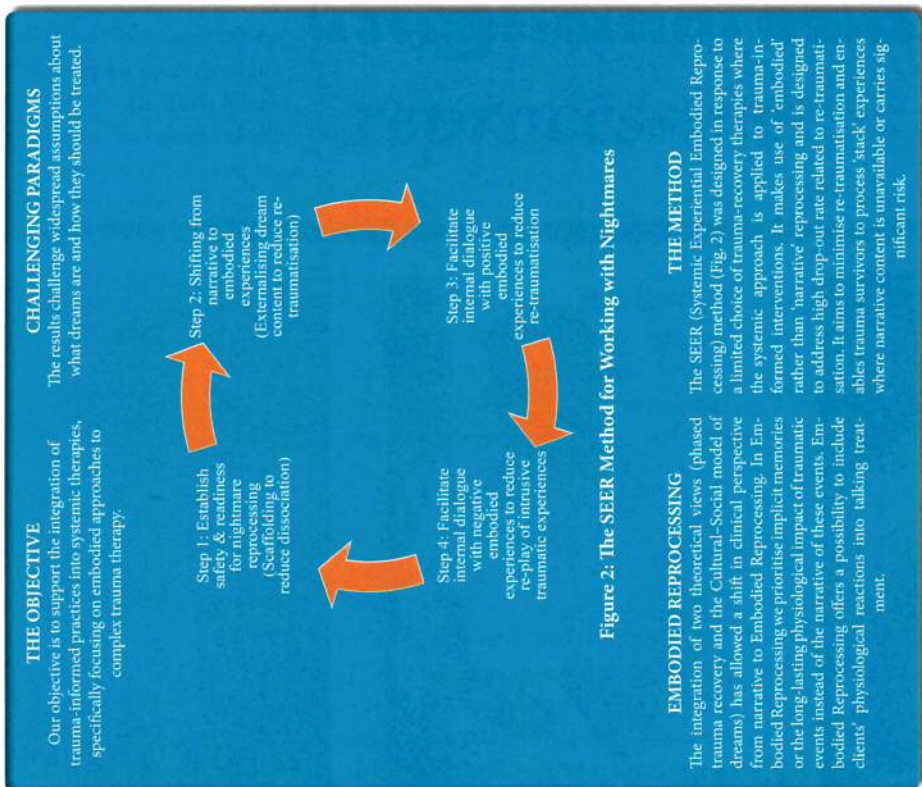 THE OBJECTIVE
Our objective is to support the integration of
trauma-informed practices into systemic therapies,
specifically focusing on embodied approaches to
complex trauma therapy.
CHALLENGING PARADIGMS
The results challenge widespread assumptions about
what dreams are and how they should be treated.
Step 1: Establish
safety & readiness
for nightmare
reprocessing
(Scaffolding to
reduce dissociation)
Step 2: Shifting from
narrative to
embodied
experiences
(Externalising dream
content to reduce re-
traumatisation)
Step 3: Facilitate
internal dialogue
with positive
embodied
experiences to reduce
re-traumatisation
Step 4: Facilitate
internal dialogue
with negative
embodied
experiences to reduce
re-play of intrusive
traumatic experiences
Figure 2: The SEER Method for Working with Nightmares
EMBODIED REPROCESSING
The integration of two theoretical views (phased
trauma recovery and the Cultural-Social model of
dreams) has allowed a shift in clinical perspective
from narrative to Embodied Reprocessing. In Em-
bodied Reprocessing we prioritise implicit memories
or the long-lasting physiological impact of traumatic
events instead of the narrative of these events. Em-
bodied Reprocessing offers a possibility to include
clients' physiological reactions into talking treat-
ment.
THE METHOD
The SEER (Systemic Experiential Embodied Repro-
cessing) method (Fig. 2) was designed in response to
a limited choice of trauma-recovery therapies where
the systemic approach is applied to trauma-in-
formed interventions. It makes use of 'embodied'
rather than 'narrative' reprocessing and is designed
to address high drop-out rate related to re-traumati-
sation. It aims to minimise re-traumatisation and en-
ables trauma survivors to process 'stack' experiences
where narrative content is unavailable or carries sig-
nificant risk.